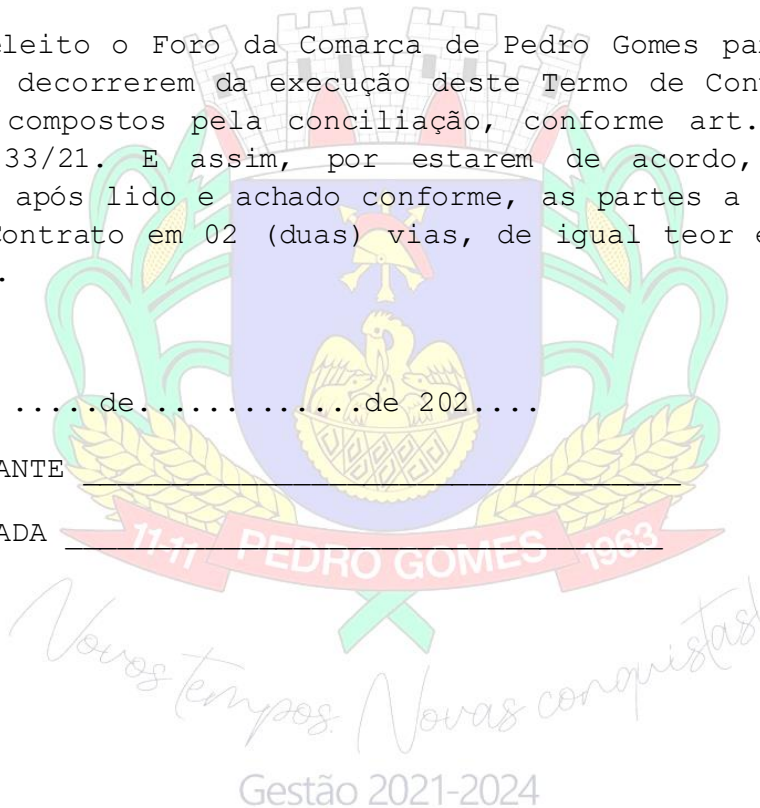 eleito o Foro da Comarca de Pedro Gomes par
decorrerem da execução deste Termo de Con
compostos pela conciliação, conforme art.
33/21. E assim, por estarem de acordo,
após lido e achado conforme, as partes a
Contrato em 02 (duas) vias, de igual teor e
.
.....de.............de 202....
ANTE __________________________________
ADA __________________________________
11-11 PEDRO GOMES 1963
Novos tempos. Novas conquistas!
Gestão 2021-2024